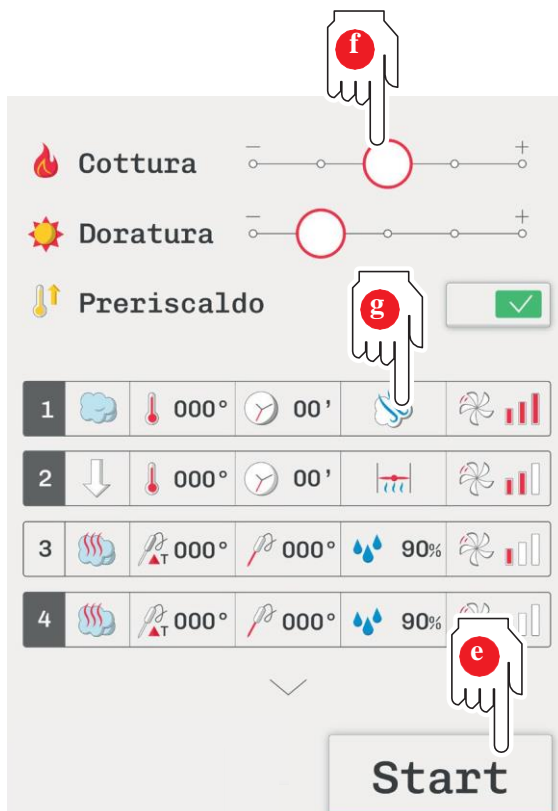 f
− +
Cottura
− +
Doratura
Preriscaldo
g
1 000° 00'
2 000° 00'
3 T 000° 000° 90%
4 T 000° 000° 90%
e
Start